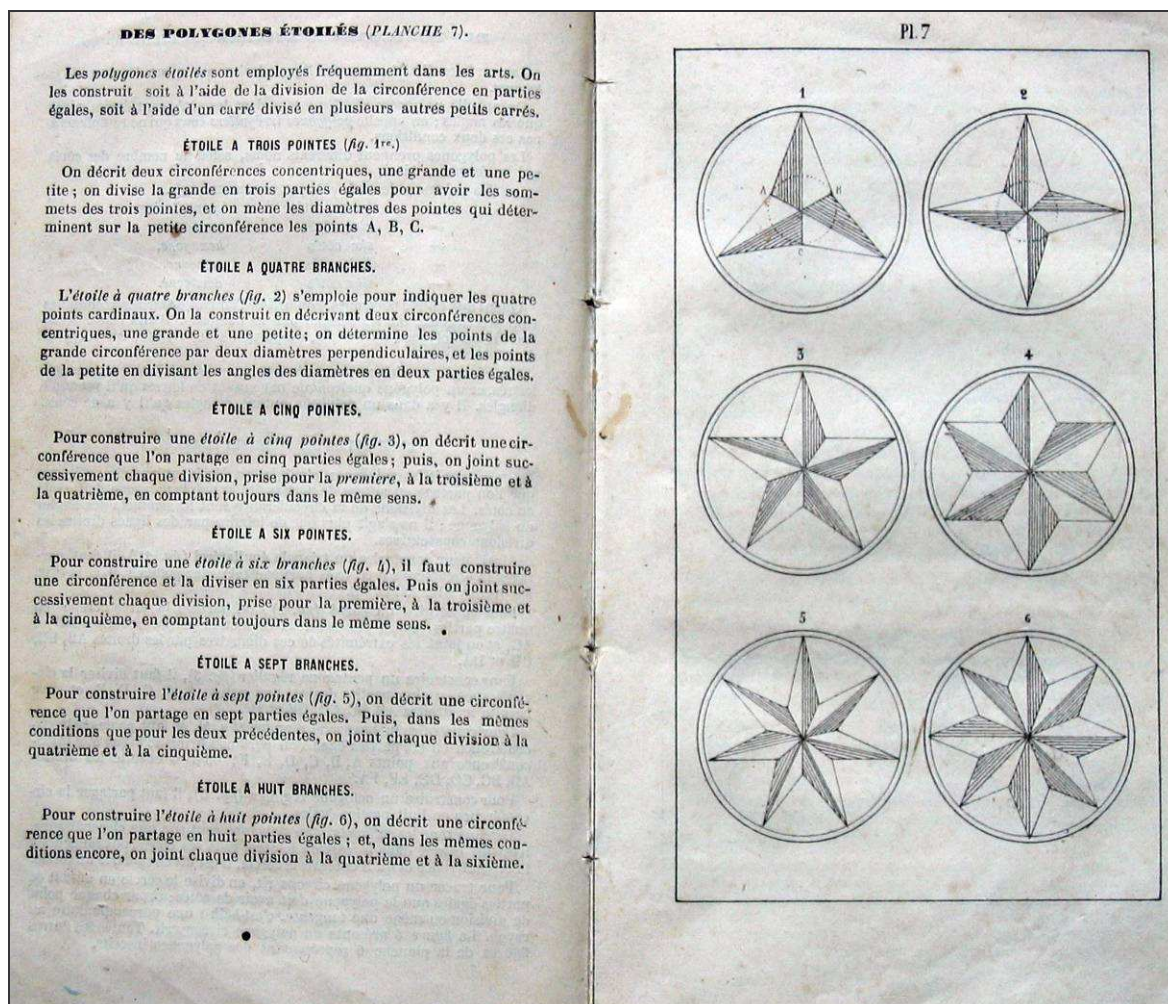 DES POLYGONES ÉTOILÉS (PLANCHE 7).
Les polygones étoilés sont employés fréquemment dans les arts. On
les construit soit à l'aide de la division de la circonférence en parties
égales, soit à l'aide d'un carré divisé en plusieurs autres petits carrés.
ÉTOILE A TROIS POINTES (fig. 1re.)
On décrit deux circonférences concentriques, une grande et une pe-
tite ; on divise la grande en trois parties égales pour avoir les som-
mets des trois pointes, et on mène les diamètres des pointes qui déter-
minent sur la petite circonférence les points A, B, C.
ÉTOILE A QUATRE BRANCHES.
L'étoile à quatre branches (fig. 2) s'emploie pour indiquer les quatre
points cardinaux. On la construit en décrivant deux circonférences con-
centriques, une grande et une petite; on détermine les points de la
grande circonférence par deux diamètres perpendiculaires, et les points
de la petite en divisant les angles des diamètres en deux parties égales.
ÉTOILE A CINQ POINTES.
Pour construire une étoile à cinq pointes (fig. 3), on décrit une cir-
conférence que l'on partage en cinq parties égales; puis, on joint suc-
cessivement chaque division, prise pour la premiere, à la troisième et à
la quatrième, en comptant toujours dans le même sens.
ÉTOILE A SIX POINTES.
Pour construire une étoile à six branches (fig. 4), il faut construire
une circonférence et la diviser en six parties égales. Puis on joint suc-
cessivement chaque division, prise pour la première, à la troisième et
à la cinquième, en comptant toujours dans le même sens.
ÉTOILE A SEPT BRANCHES.
Pour construire l'étoile à sept pointes (fig. 5), on décrit une circonfé-
rence que l'on partage en sept parties égales. Puis, dans les mêmes
conditions que pour les deux précédentes, on joint chaque division à la
quatrième et à la cinquième.
ÉTOILE A HUIT BRANCHES.
Pour construire l'étoile à huit pointes (fig. 6), on décrit une circonfé-
rence que l'on partage en huit parties égales ; et, dans les mêmes con-
ditions encore, on joint chaque division à la quatrième et à la sixième.
Pl. 7
1
2
A
B
C
3
4
5
6